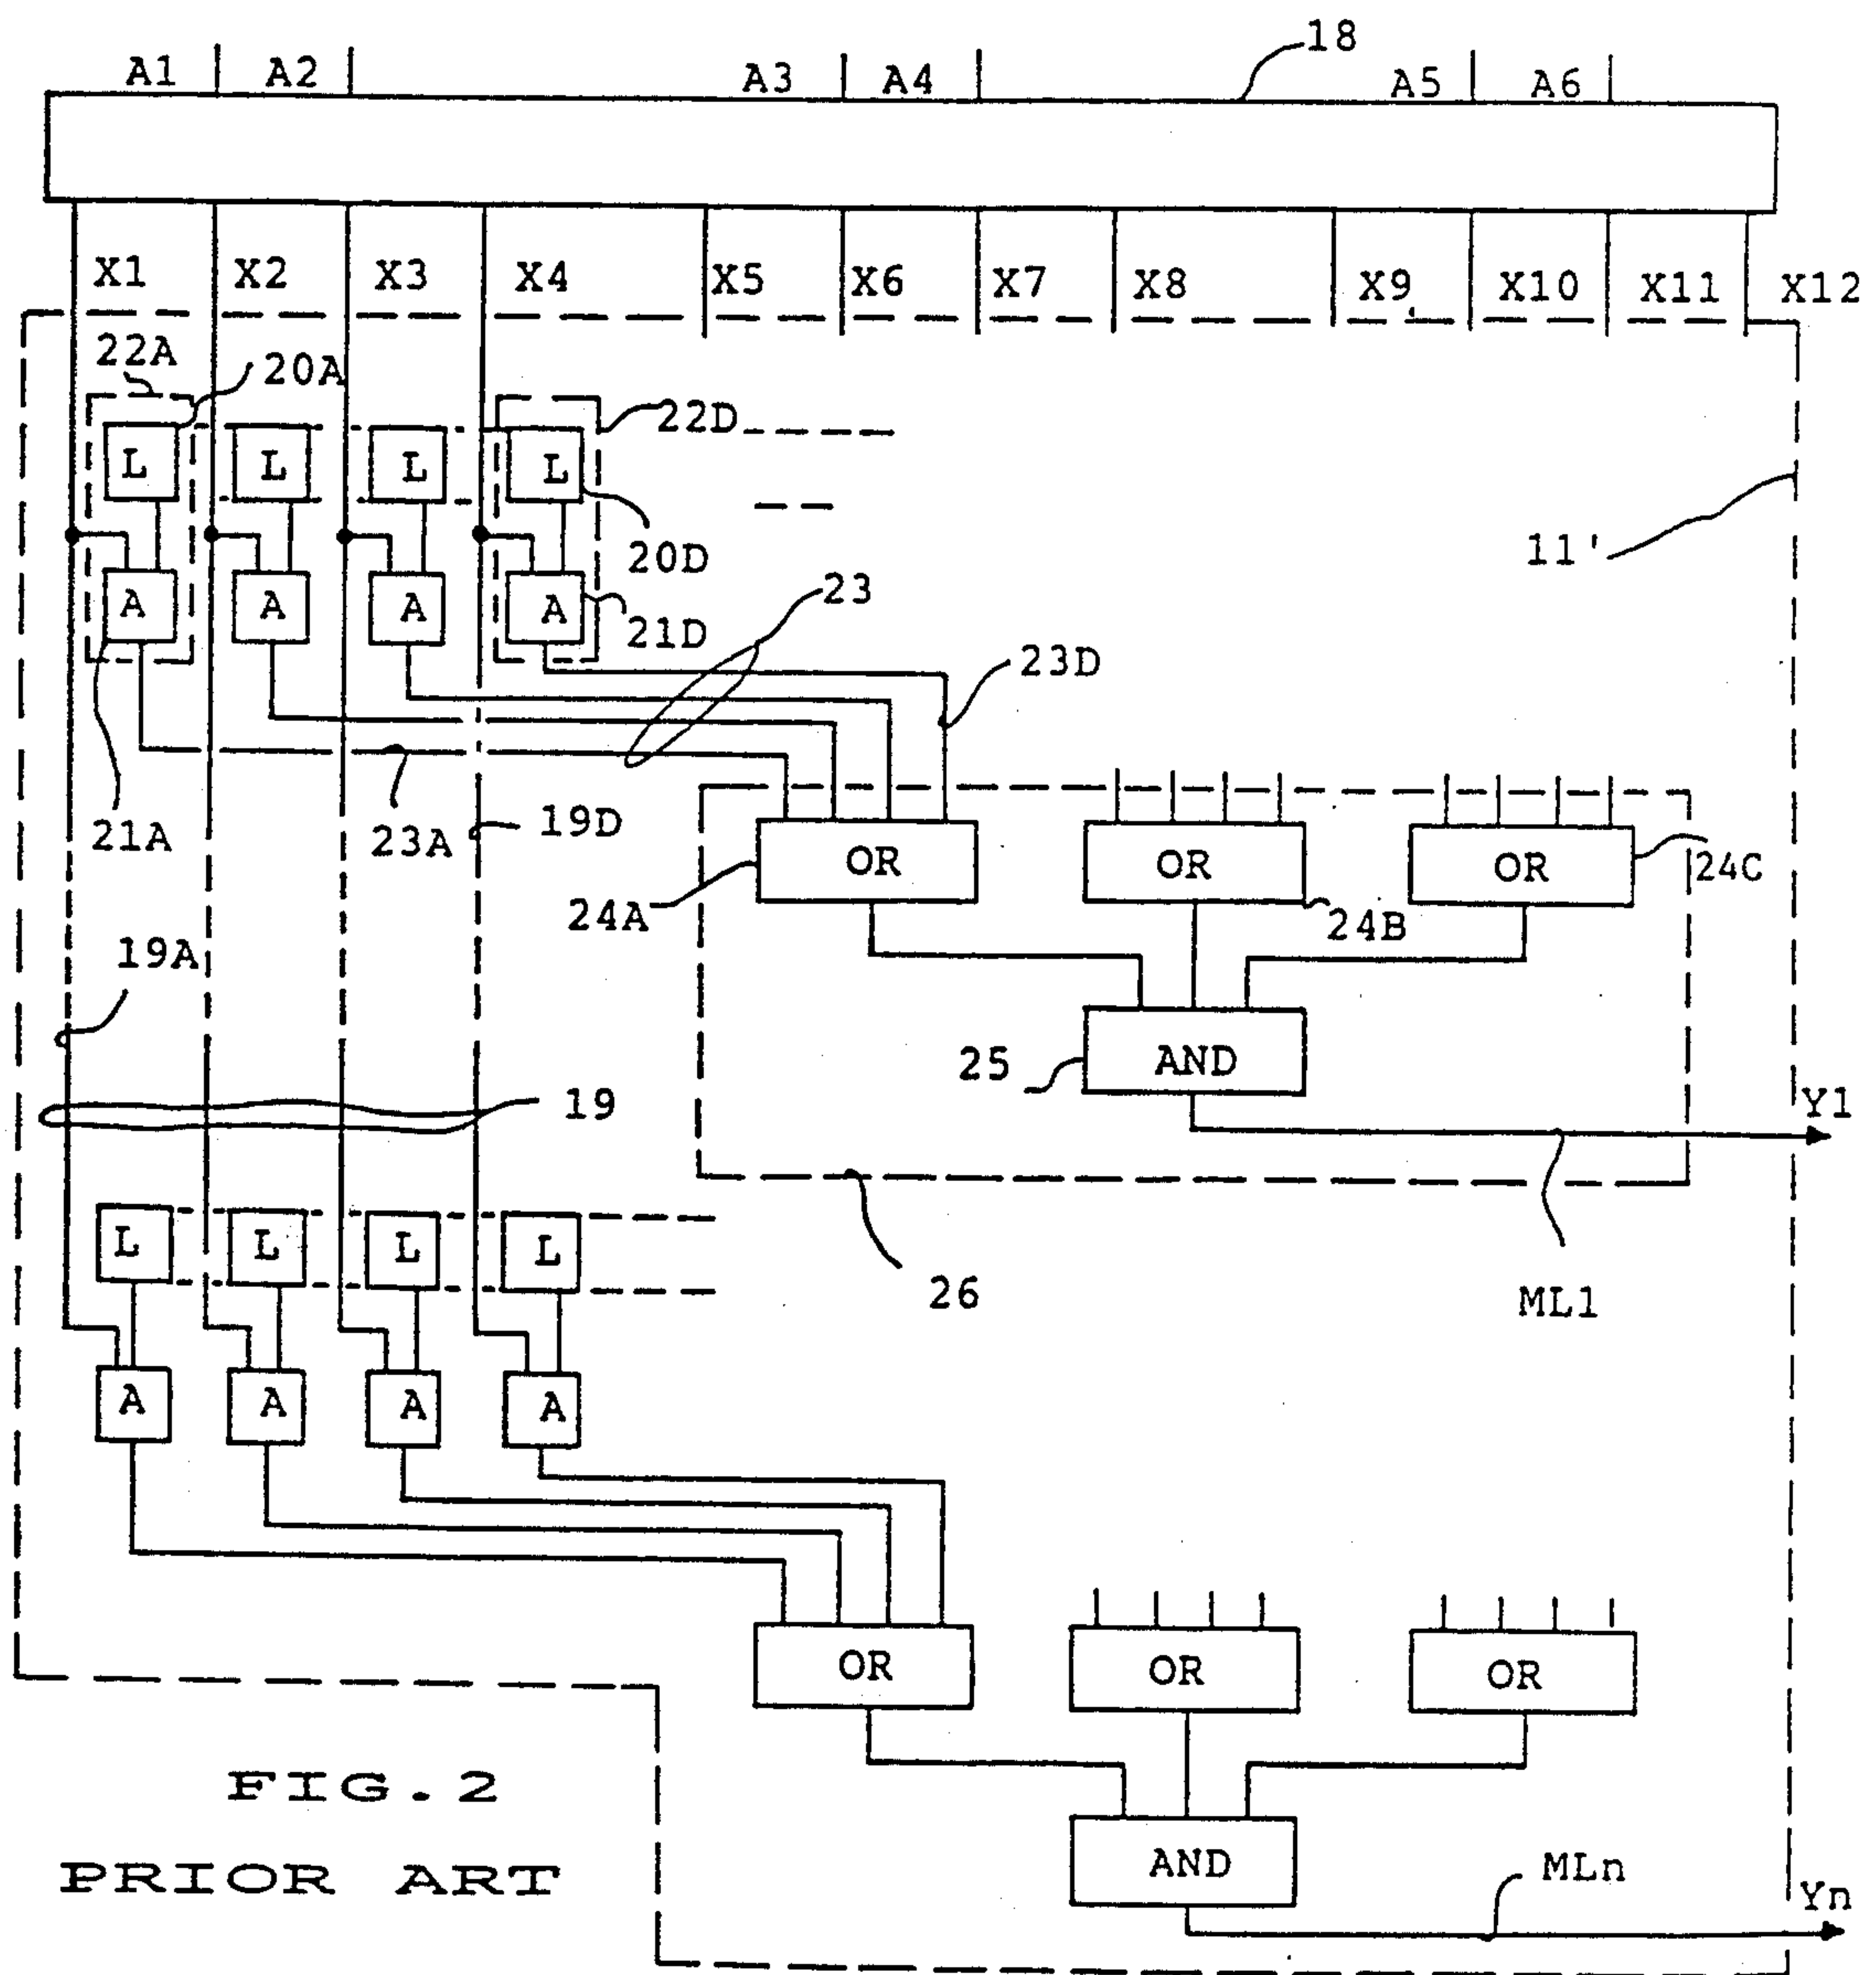 18
A1 A2 A3 A4 A5 A6
X1 X2 X3 X4 X5 X6 X7 X8 X9 X10 X11 X12
22A 20A 22D
L L L L
20D 11'
A A A A 21D 23
23D
21A 23A 19D
OR OR OR 24C
24A 24B
19A
25 AND
19 Y1
L L L L
26 ML1
A A A A
OR OR OR
FIG.2
PRIOR ART
AND MLn Yn